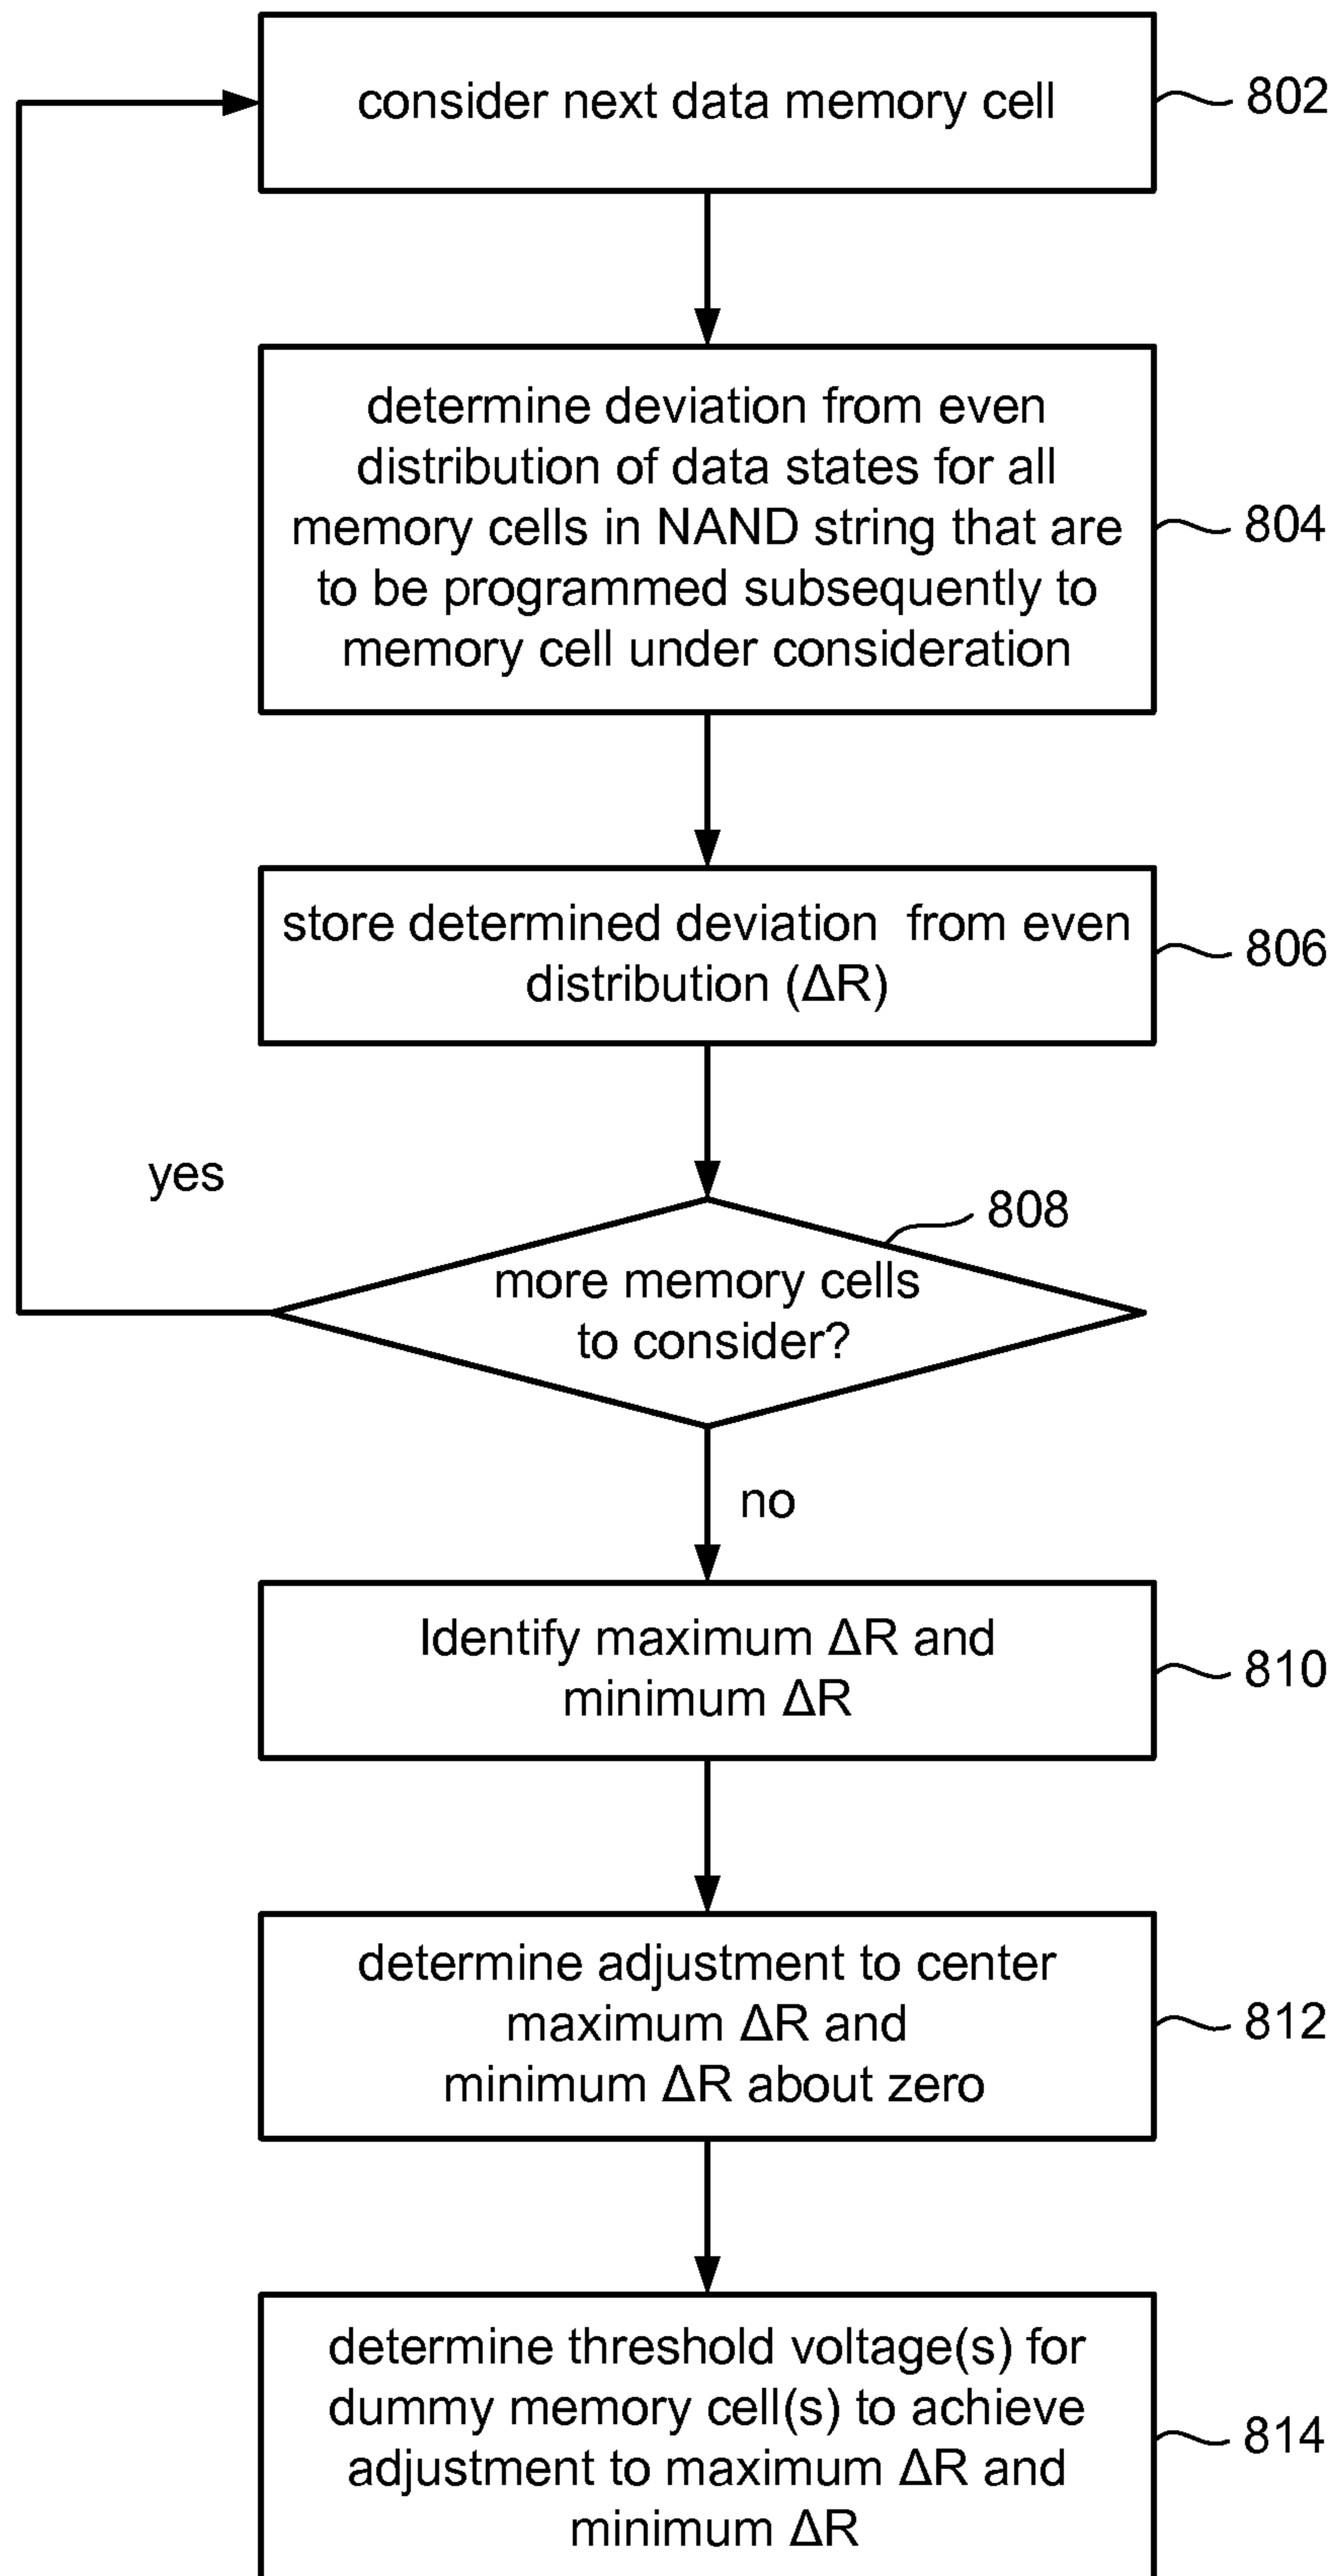 consider next data memory cell
802
determine deviation from even
distribution of data states for all
memory cells in NAND string that are
to be programmed subsequently to
memory cell under consideration
804
store determined deviation from even
distribution (ΔR)
806
yes
808
more memory cells
to consider?
no
Identify maximum ΔR and
minimum ΔR
810
determine adjustment to center
maximum ΔR and
minimum ΔR about zero
812
determine threshold voltage(s) for
dummy memory cell(s) to achieve
adjustment to maximum ΔR and
minimum ΔR
814